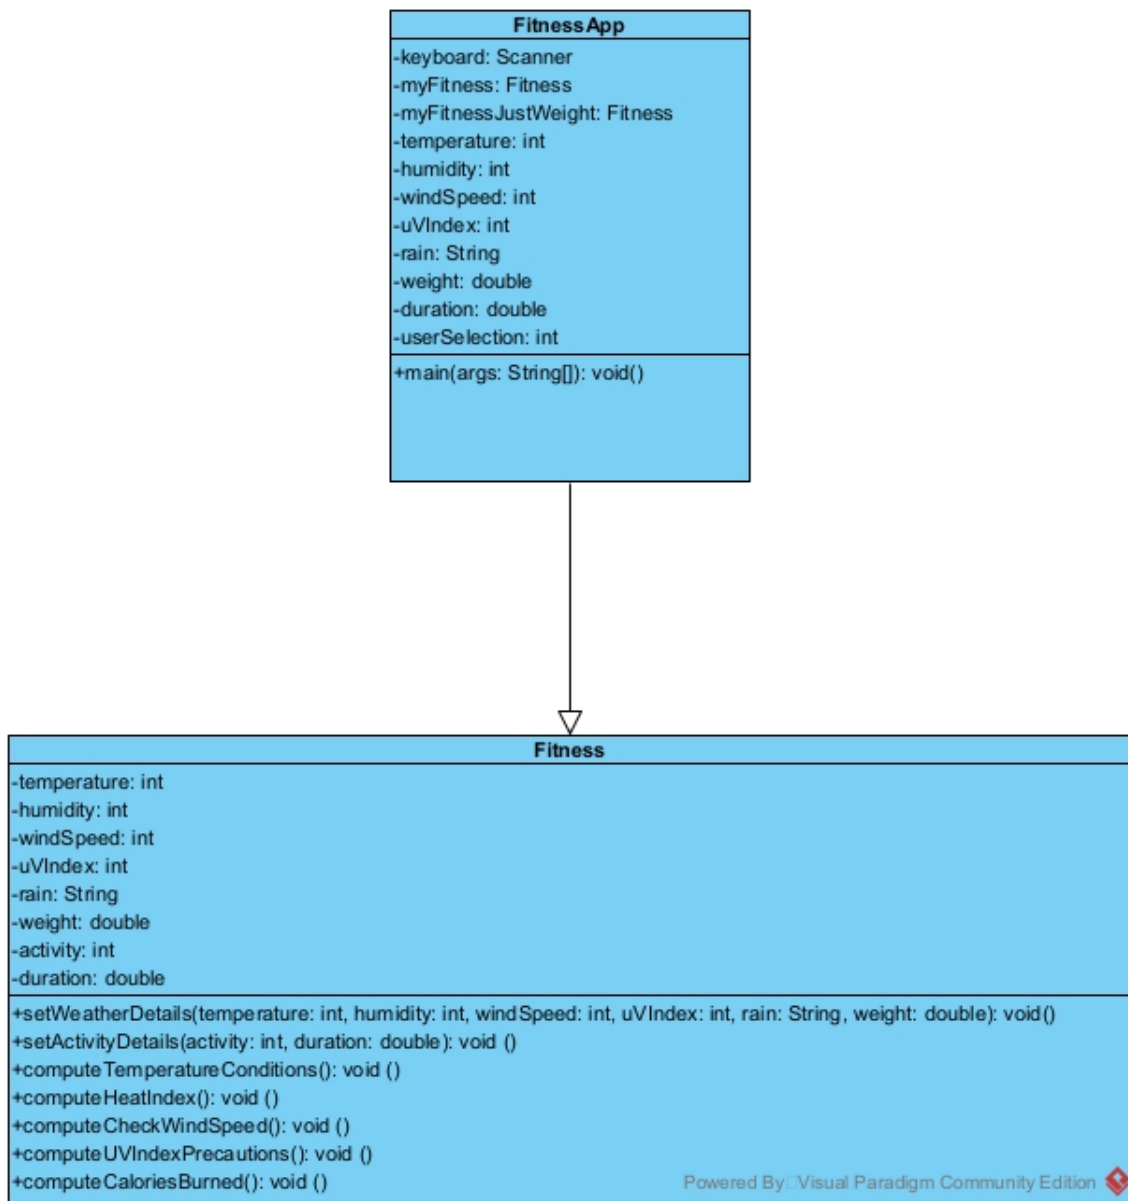 FitnessApp
-keyboard: Scanner
-myFitness: Fitness
-myFitnessJustWeight: Fitness
-temperature: int
-humidity: int
-windSpeed: int
-uVIndex: int
-rain: String
-weight: double
-duration: double
-userSelection: int
+main(args: String[]): void()
Fitness
-temperature: int
-humidity: int
-windSpeed: int
-uVIndex: int
-rain: String
-weight: double
-activity: int
-duration: double
+setWeatherDetails(temperature: int, humidity: int, windSpeed: int, uVIndex: int, rain: String, weight: double): void()
+setActivityDetails(activity: int, duration: double): void ()
+computeTemperatureConditions(): void ()
+computeHeatIndex(): void ()
+computeCheckWindSpeed(): void ()
+computeUVIndexPrecautions(): void ()
+computeCaloriesBurned(): void ()
Powered By Visual Paradigm Community Edition